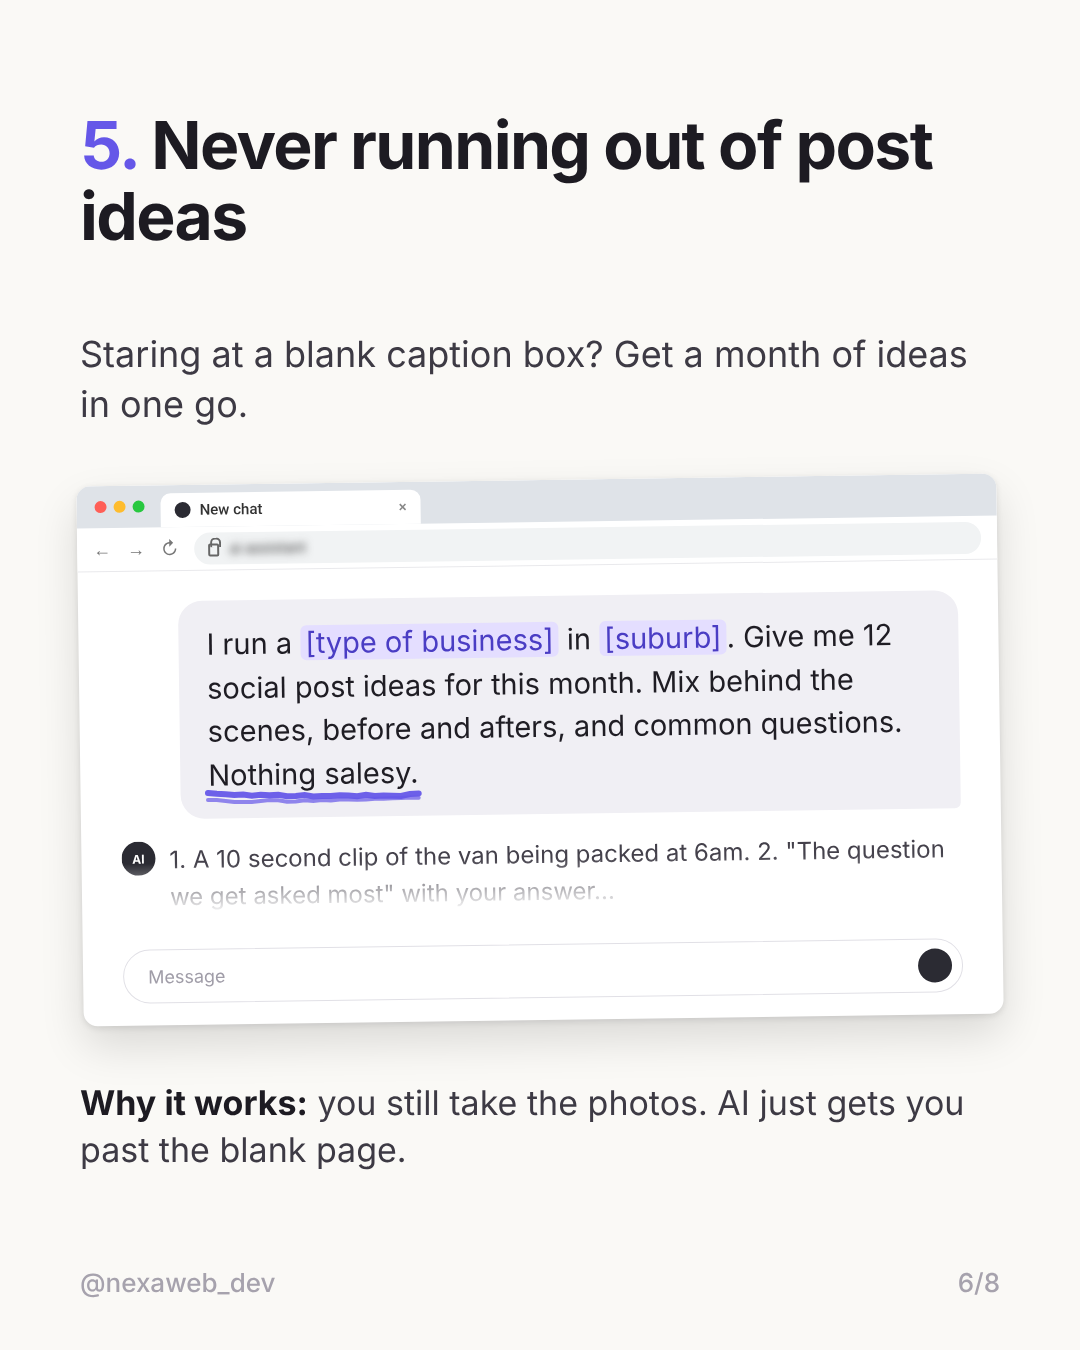 5. Never running out of post
ideas
Staring at a blank caption box? Get a month of ideas
in one go.
New chat ×
← →
I run a [type of business] in [suburb]. Give me 12
social post ideas for this month. Mix behind the
scenes, before and afters, and common questions.
Nothing salesy.
AI
1. A 10 second clip of the van being packed at 6am. 2. "The question
we get asked most" with your answer...
Message
Why it works: you still take the photos. AI just gets you
past the blank page.
@nexaweb_dev
6/8